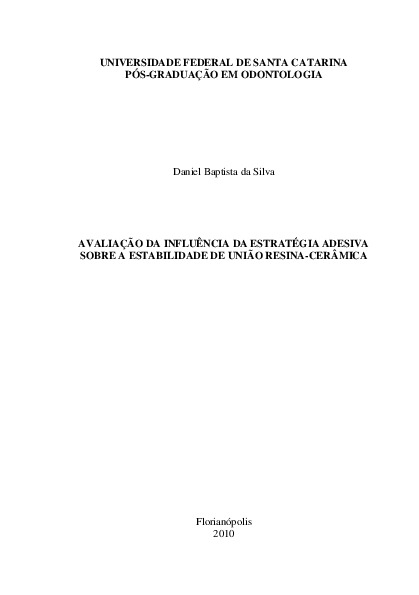 UNIVERSIDADE FEDERAL DE SANTA CATARINA
PÓS-GRADUAÇÃO EM ODONTOLOGIA
Daniel Baptista da Silva
AVALIAÇÃO DA INFLUÊNCIA DA ESTRATÉGIA ADESIVA
SOBRE A ESTABILIDADE DE UNIÃO RESINA-CERÂMICA
Florianópolis
2010